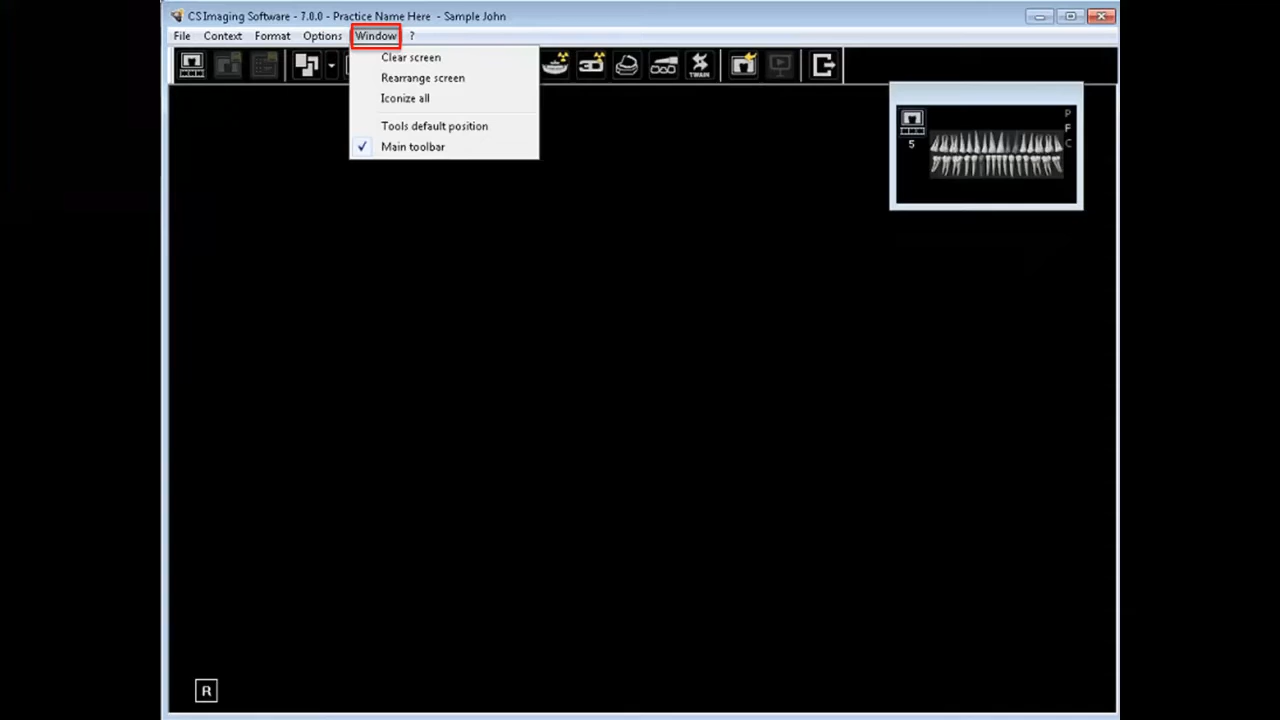 CS Imaging Software - 7.0.0 - Practice Name Here - Sample John
File Context Format Options Window ?
Clear screen
Rearrange screen
Iconize all
Tools default position
Main toolbar
3D
TWAIN
5
P
F
C
R